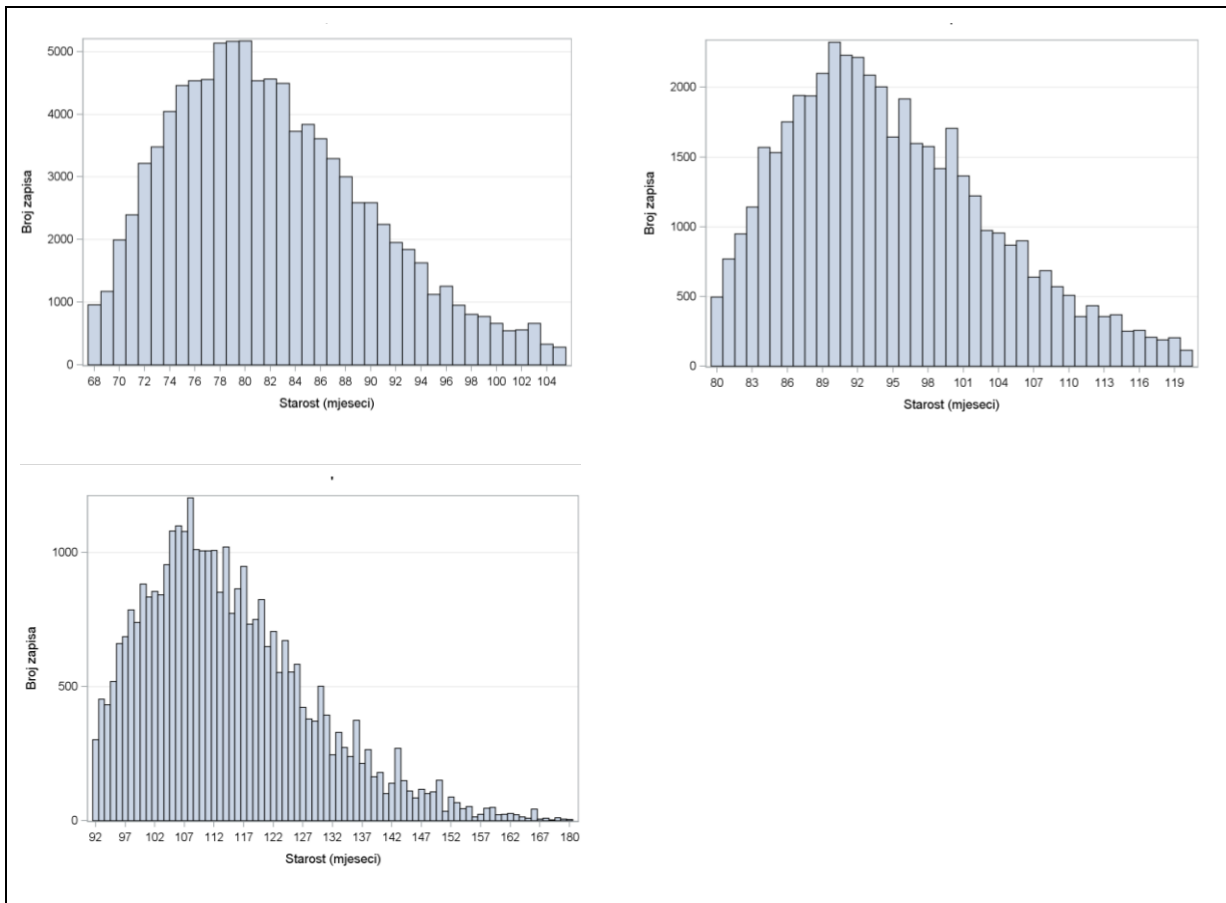 5000
4000
3000
2000
1000
0
Broj zapisa
68 70 72 74 76 78 80 82 84 86 88 90 92 94 96 98 100 102 104
Starost (mjeseci)
2000
1500
1000
500
0
Broj zapisa
80 83 86 89 92 95 98 101 104 107 110 113 116 119
Starost (mjeseci)
1000
500
0
Broj zapisa
92 97 102 107 112 117 122 127 132 137 142 147 152 157 162 167 180
Starost (mjeseci)